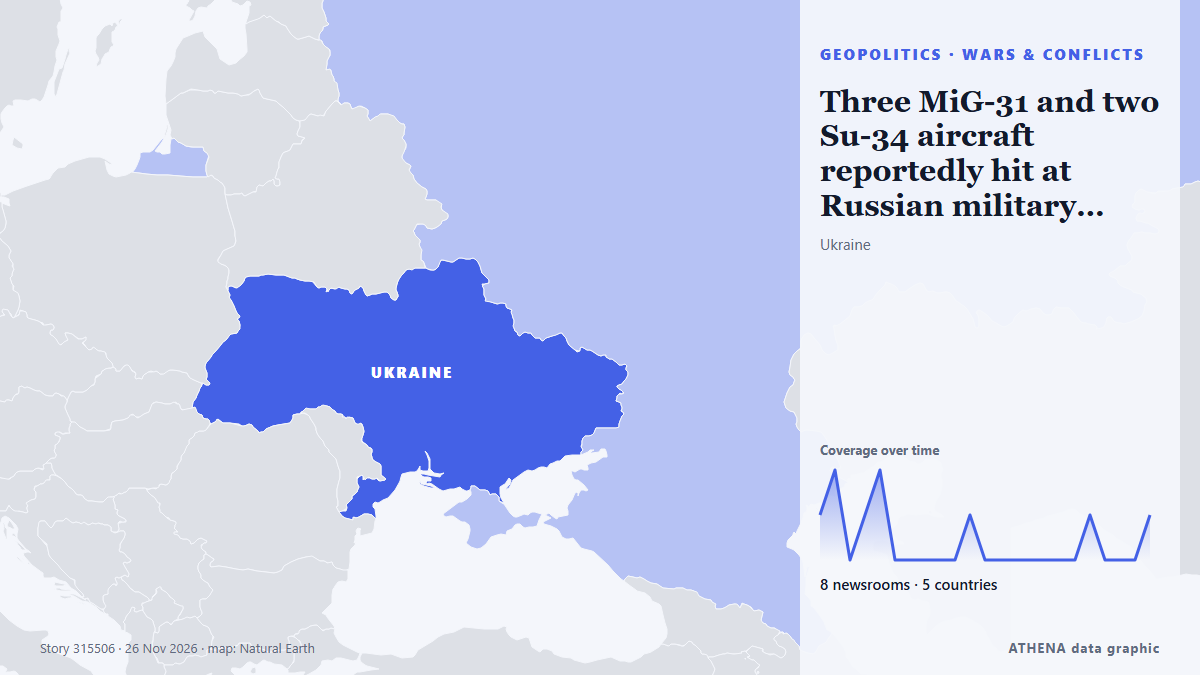 GEOPOLITICS · WARS & CONFLICTS
Three MiG-31 and two
Su-34 aircraft
reportedly hit at
Russian military...
Ukraine
UKRAINE
Coverage over time
8 newsrooms · 5 countries
Story 315506 · 26 Nov 2026 · map: Natural Earth
ATHENA data graphic